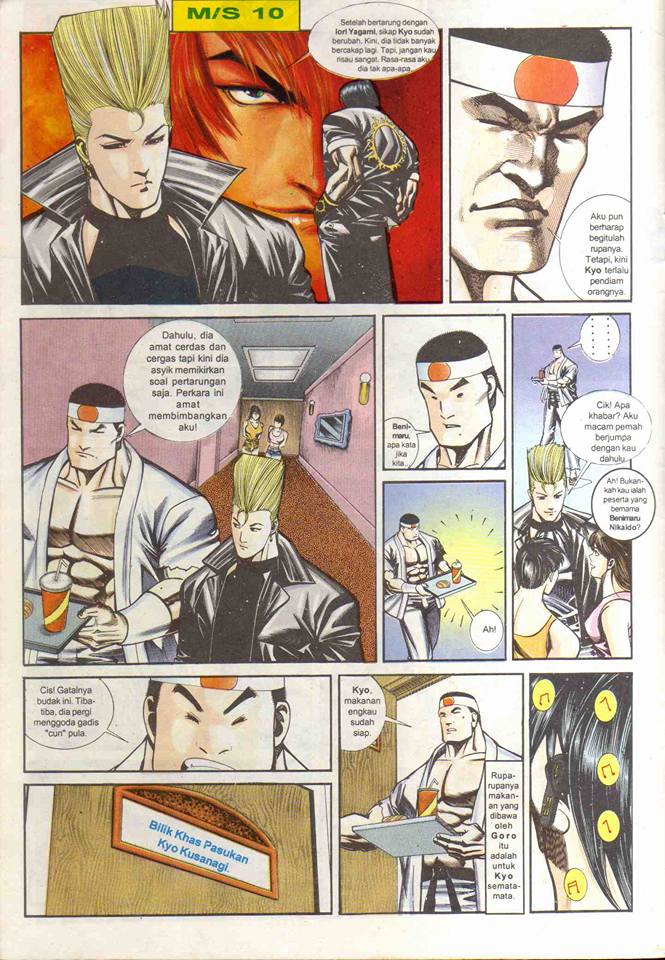 M/S 10
Setelah bertarung dengan
Iori Yagami, sikap Kyo sudah
berubah. Kini, dia tidak banyak
bercakap lagi. Tapi, jangan kau
risau sangat. Rasa-rasa aku,
dia tak apa-apa.
Aku pun
berharap
begitulah
rupanya.
Tetapi, kini
Kyo terlalu
pendiam
orangnya.
Dahulu, dia
amat cerdas dan
cergas tapi kini dia
asyik memikirkan
soal pertarungan
saja. Perkara ini
amat
membimbangkan
aku!
Beni-
maru,
apa kata
jika
kita..
Ah!
Cik! Apa
khabar? Aku
macam pernah
berjumpa
dengan kau
dahulu.
Ah! Bukan-
kah kau ialah
peserta yang
bernama
Benimaru
Nikaido?
Cis! Gatalnya
budak ini. Tiba-
tiba, dia pergi
menggoda gadis
"cun" pula.
Bilik Khas Pasukan
Kyo Kusanagi.
Kyo,
makanan
engkau
sudah
siap.
Rupa-
rupanya
makan-
an yang
dibawa
oleh
Goro
itu
adalah
untuk
Kyo
semata-
mata.